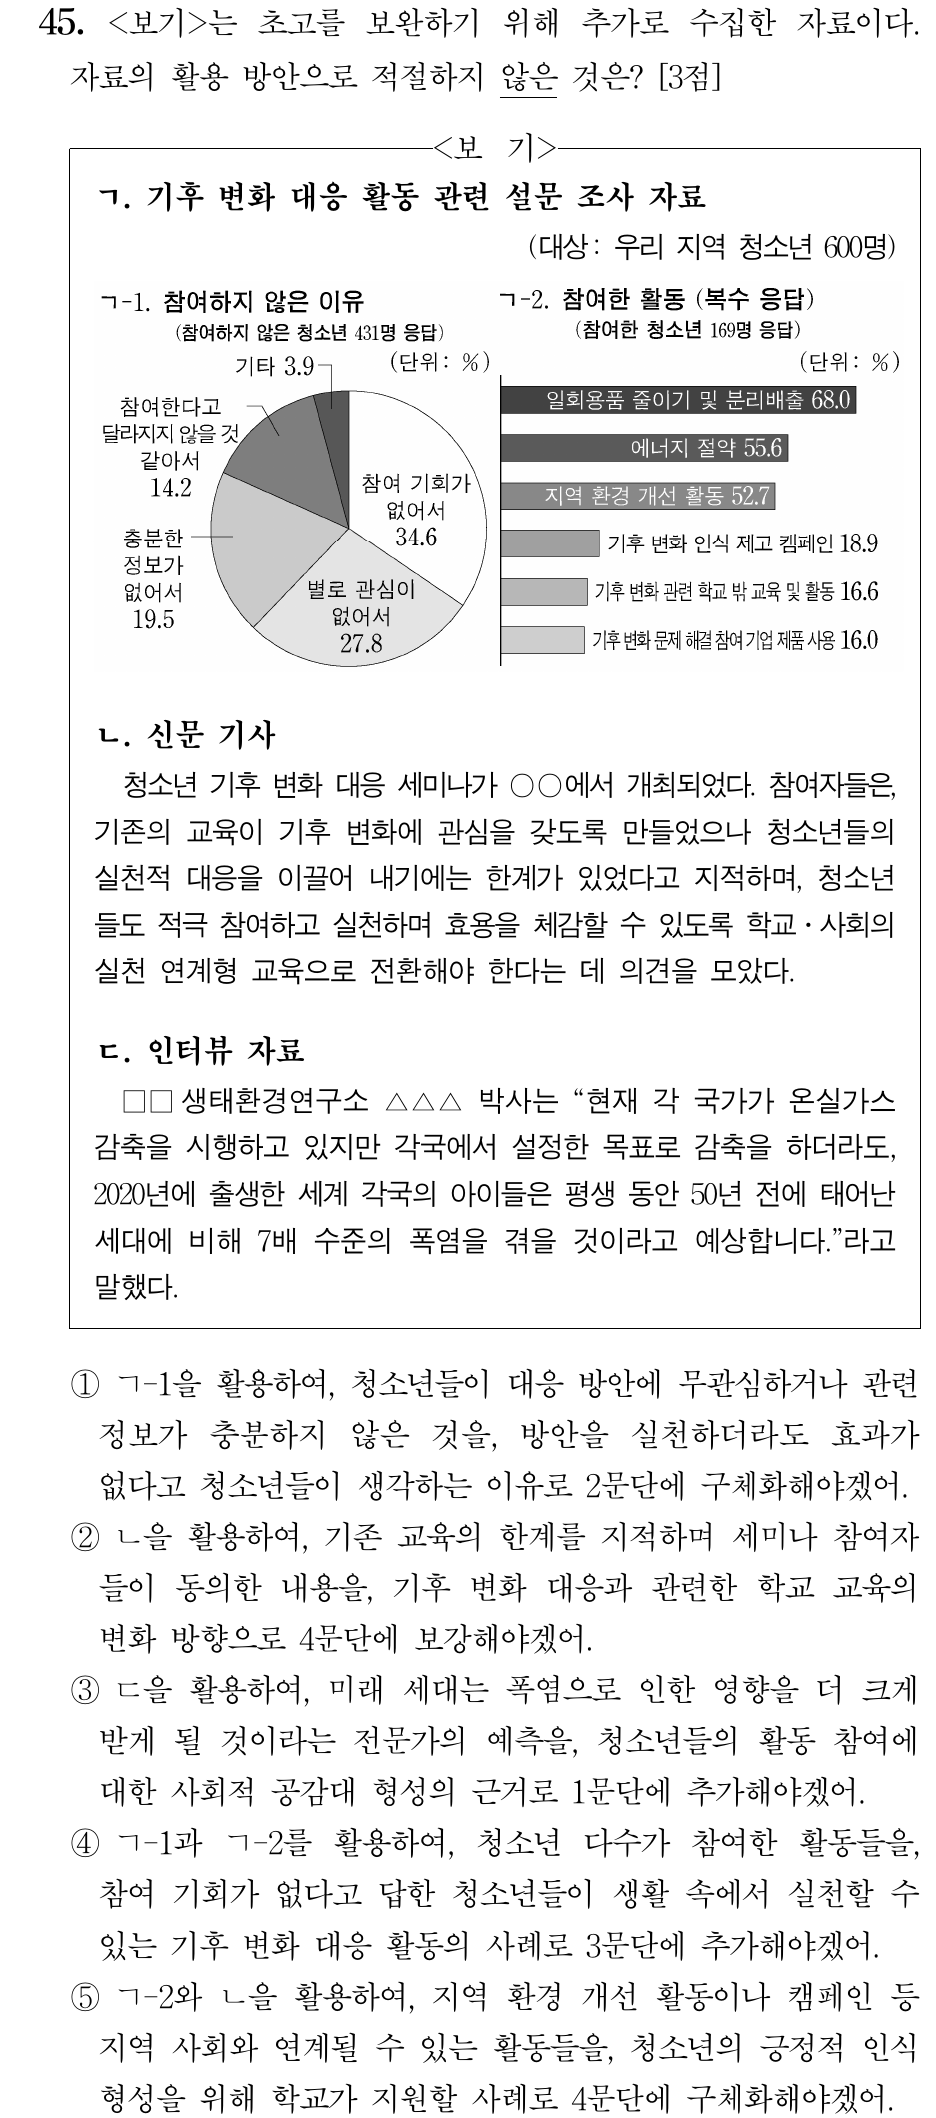 45. <보기>는 초고를 보완하기 위해 추가로 수집한 자료이다.
자료의 활용 방안으로 적절하지 않은 것은? [3점]
<보 기>
ㄱ. 기후 변화 대응 활동 관련 설문 조사 자료
(대상: 우리 지역 청소년 600명)
ㄱ-1. 참여하지 않은 이유
(참여하지 않은 청소년 431명 응답)
(단위: %)
기타 3.9
참여한다고
달라지지 않을 것
같아서
14.2
충분한
정보가
없어서
19.5
참여 기회가
없어서
34.6
별로 관심이
없어서
27.8
ㄱ-2. 참여한 활동 (복수 응답)
(참여한 청소년 169명 응답)
(단위: %)
일회용품 줄이기 및 분리배출 68.0
에너지 절약 55.6
지역 환경 개선 활동 52.7
기후 변화 인식 제고 캠페인 18.9
기후 변화 관련 학교 밖 교육 및 활동 16.6
기후 변화 문제 해결 참여 기업 제품 사용 16.0
ㄴ. 신문 기사
청소년 기후 변화 대응 세미나가 ○○에서 개최되었다. 참여자들은,
기존의 교육이 기후 변화에 관심을 갖도록 만들었으나 청소년들의
실천적 대응을 이끌어 내기에는 한계가 있었다고 지적하며, 청소년
들도 적극 참여하고 실천하며 효용을 체감할 수 있도록 학교·사회의
실천 연계형 교육으로 전환해야 한다는 데 의견을 모았다.
ㄷ. 인터뷰 자료
□□ 생태환경연구소 △△△ 박사는 “현재 각 국가가 온실가스
감축을 시행하고 있지만 각국에서 설정한 목표로 감축을 하더라도,
2020년에 출생한 세계 각국의 아이들은 평생 동안 50년 전에 태어난
세대에 비해 7배 수준의 폭염을 겪을 것이라고 예상합니다.”라고
말했다.
① ㄱ-1을 활용하여, 청소년들이 대응 방안에 무관심하거나 관련
정보가 충분하지 않은 것을, 방안을 실천하더라도 효과가
없다고 청소년들이 생각하는 이유로 2문단에 구체화해야겠어.
② ㄴ을 활용하여, 기존 교육의 한계를 지적하며 세미나 참여자
들이 동의한 내용을, 기후 변화 대응과 관련한 학교 교육의
변화 방향으로 4문단에 보강해야겠어.
③ ㄷ을 활용하여, 미래 세대는 폭염으로 인한 영향을 더 크게
받게 될 것이라는 전문가의 예측을, 청소년들의 활동 참여에
대한 사회적 공감대 형성의 근거로 1문단에 추가해야겠어.
④ ㄱ-1과 ㄱ-2를 활용하여, 청소년 다수가 참여한 활동들을,
참여 기회가 없다고 답한 청소년들이 생활 속에서 실천할 수
있는 기후 변화 대응 활동의 사례로 3문단에 추가해야겠어.
⑤ ㄱ-2와 ㄴ을 활용하여, 지역 환경 개선 활동이나 캠페인 등
지역 사회와 연계될 수 있는 활동들을, 청소년의 긍정적 인식
형성을 위해 학교가 지원할 사례로 4문단에 구체화해야겠어.